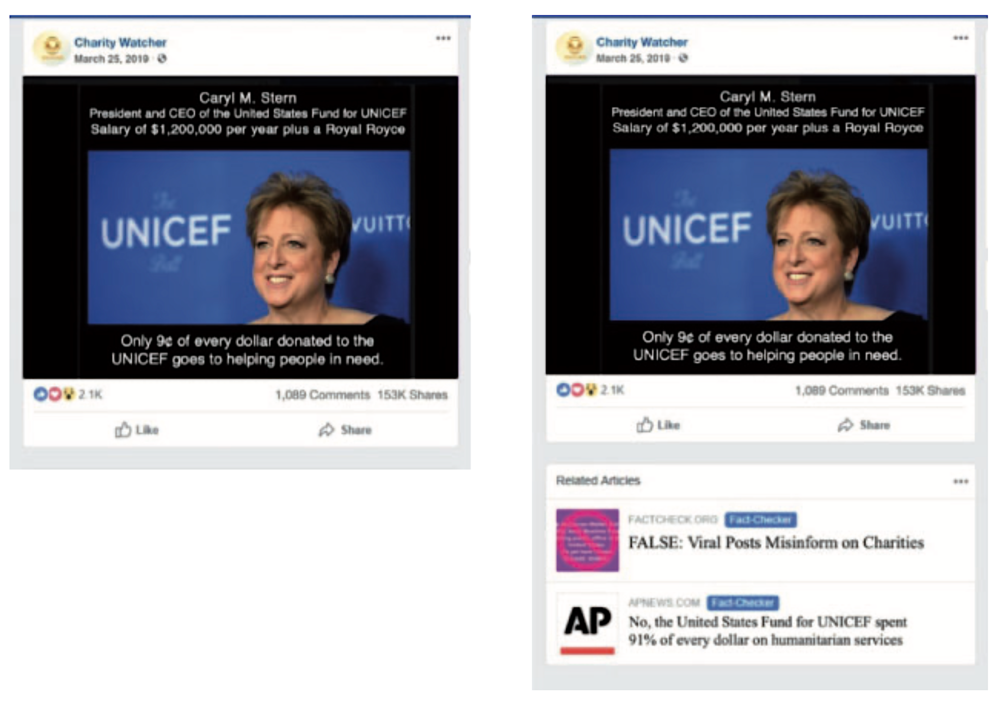 Charity Watcher
March 25, 2019
Caryl M. Stern
President and CEO of the United States Fund for UNICEF
Salary of $1,200,000 per year plus a Royal Royce
The
UNICEF
Ball
VUITTO
Only 9¢ of every dollar donated to the
UNICEF goes to helping people in need.
2.1K
1,089 Comments 153K Shares
Like
Share
Charity Watcher
March 25, 2019
Caryl M. Stern
President and CEO of the United States Fund for UNICEF
Salary of $1,200,000 per year plus a Royal Royce
The
UNICEF
Ball
VUITTO
Only 9¢ of every dollar donated to the
UNICEF goes to helping people in need.
2.1K
1,089 Comments 153K Shares
Like
Share
Related Articles
FACTCHECK.ORG Fact-Checker
FALSE: Viral Posts Misinform on Charities
AP
APNEWS.COM Fact-Checker
No, the United States Fund for UNICEF spent
91% of every dollar on humanitarian services